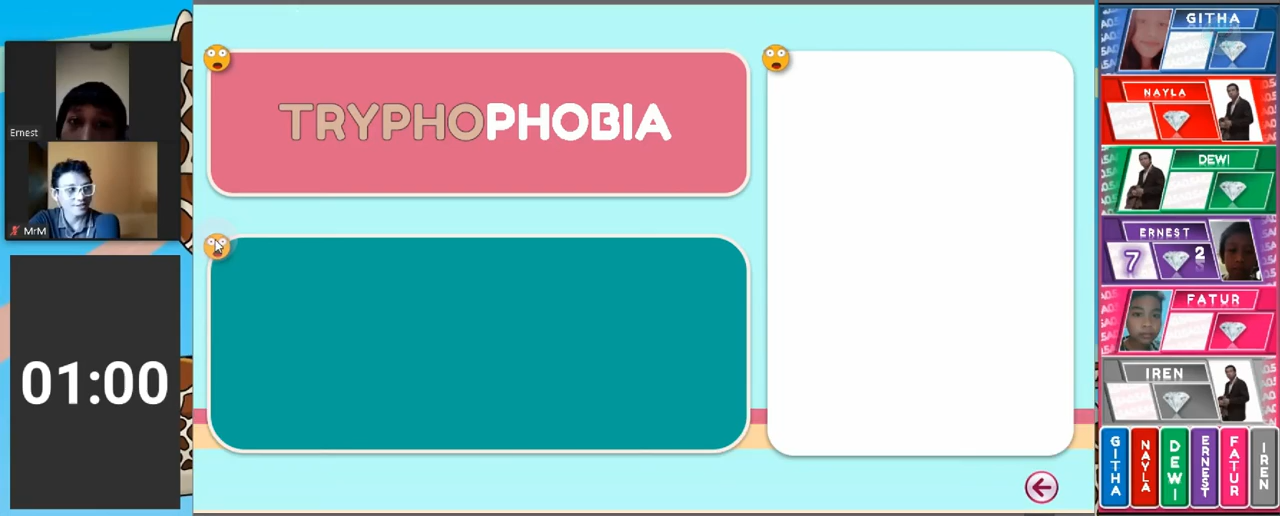 Ernest
MrM
01:00
TRYPHOPHOBIA
GITHA
NAYLA
DEWI
ERNEST
7
2
FATUR
IREN
GITHA
NAYLA
DEWI
ERNEST
FATUR
IREN